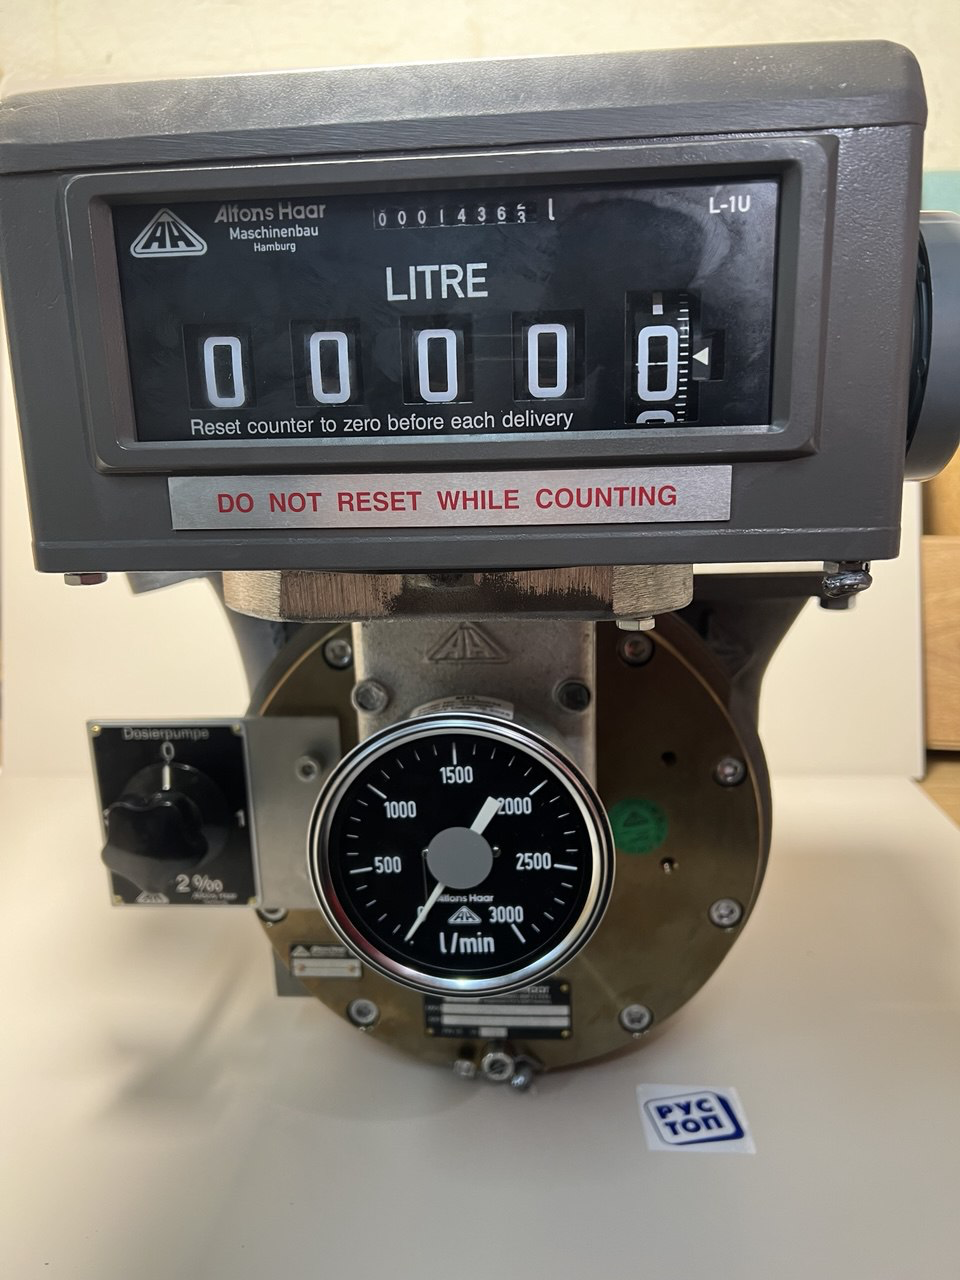 Alfons Haar
Maschinenbau
Hamburg
0001436 l
L-1U
LITRE
0 0 0 0 0
Reset counter to zero before each delivery
DO NOT RESET WHILE COUNTING
Dosierpumpe
0
1
2 ‰
1500
1000
2000
500
2500
0
3000
Alfons Haar
l/min
РУС
ТОП